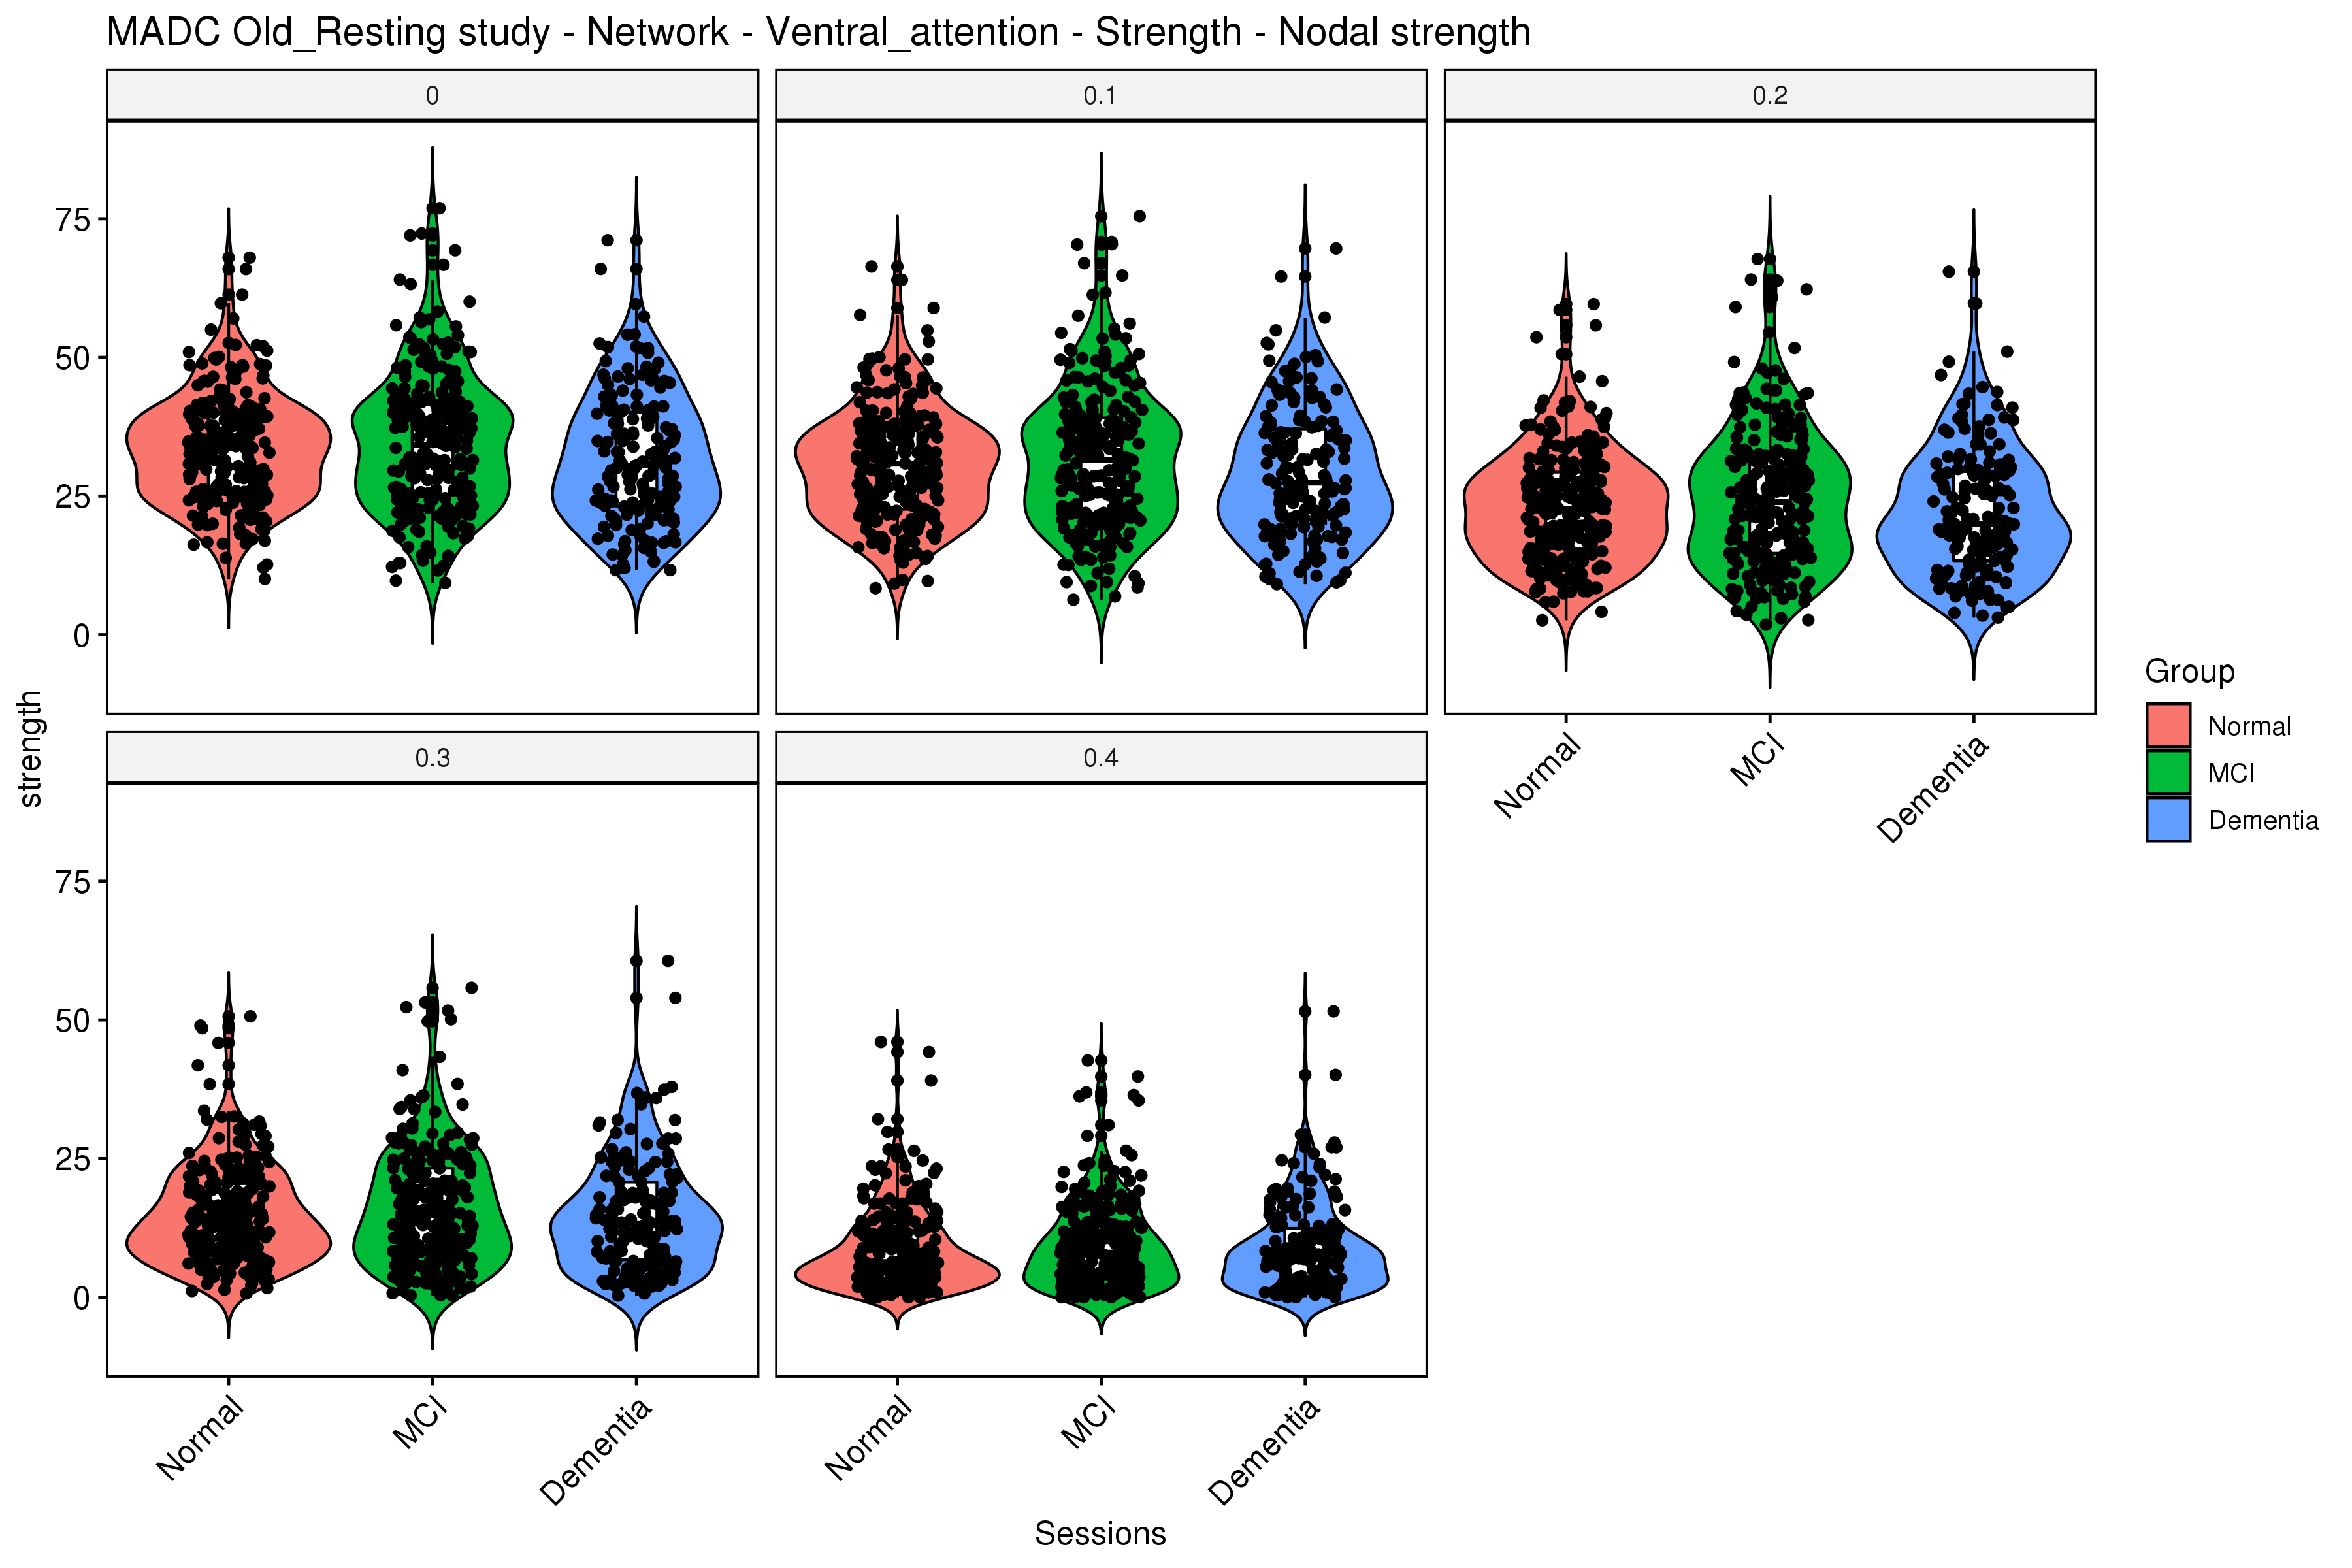 MADC Old_Resting study - Network - Ventral_attention - Strength - Nodal strength
0
0.1
0.2
75
50
25
0
Normal
MCI
Dementia
strength
Group
Normal
MCI
Dementia
0.3
0.4
75
50
25
0
Normal
MCI
Dementia
Normal
MCI
Dementia
Sessions